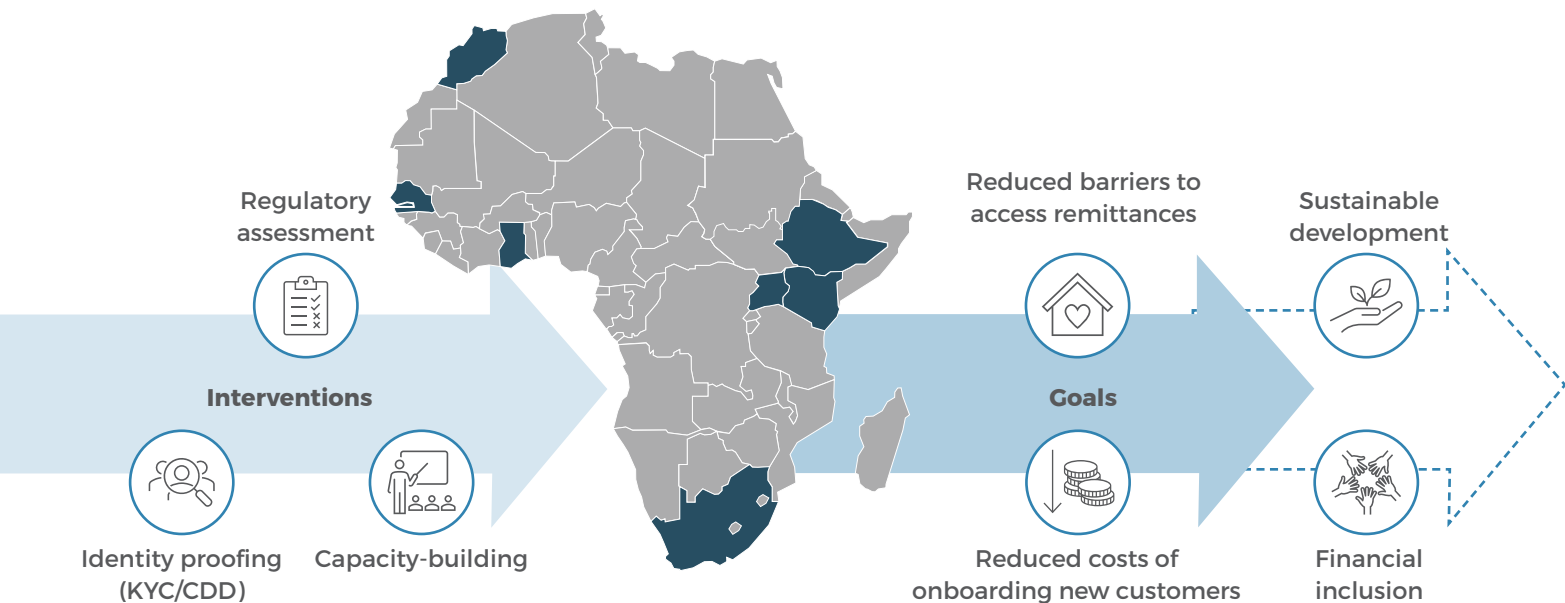 Regulatory
assessment
Interventions
Identity proofing
(KYC/CDD)
Capacity-building
Reduced barriers to
access remittances
Goals
Reduced costs of
onboarding new customers
Sustainable
development
Financial
inclusion